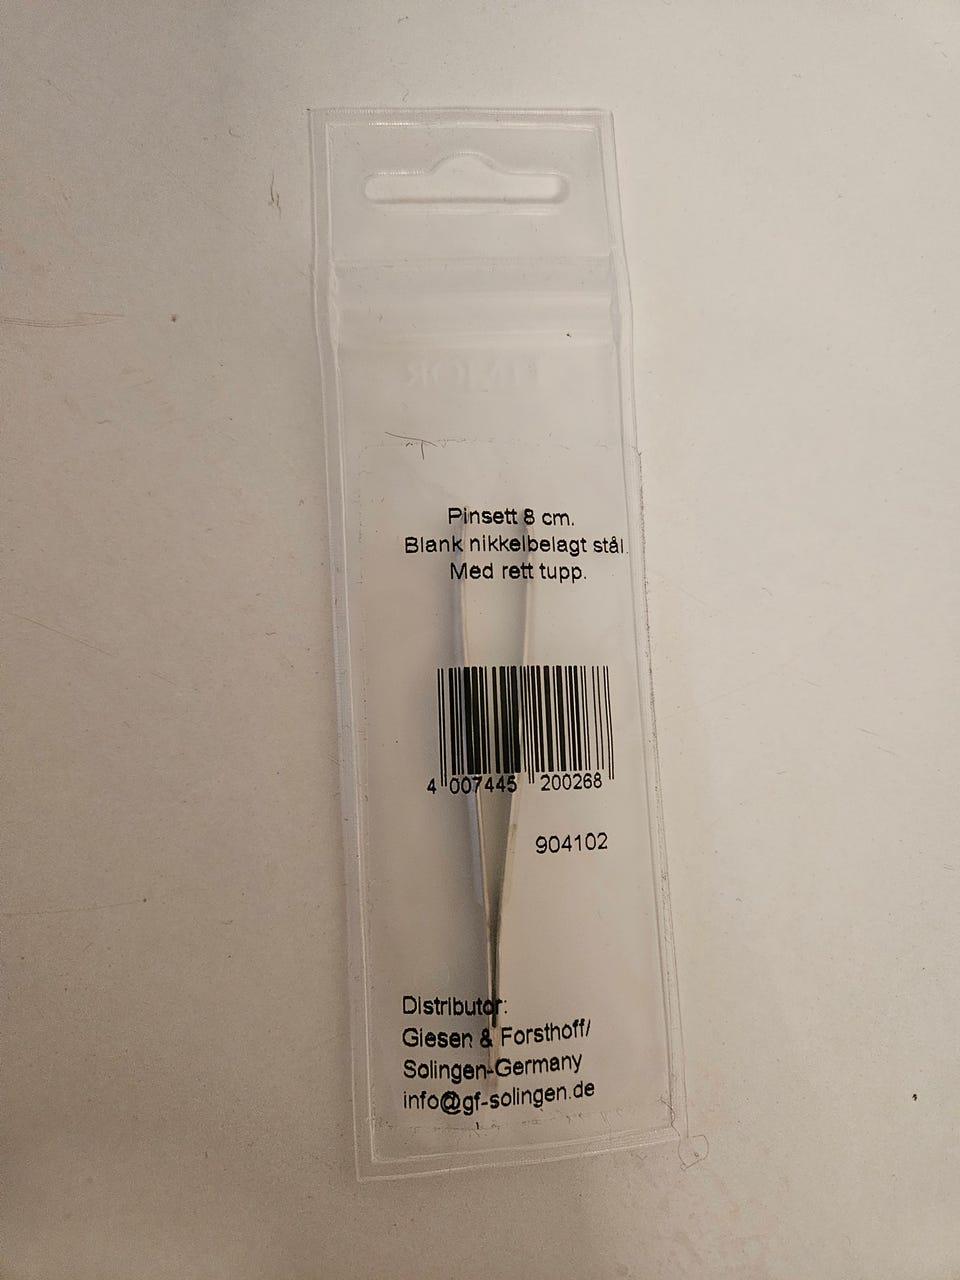 Pinsett 8 cm.
Blank nikkelbelagt stål.
Med rett tupp.
4 007445 200268
904102
Distributor:
Giesen & Forsthoff/
Solingen-Germany
info@gf-solingen.de